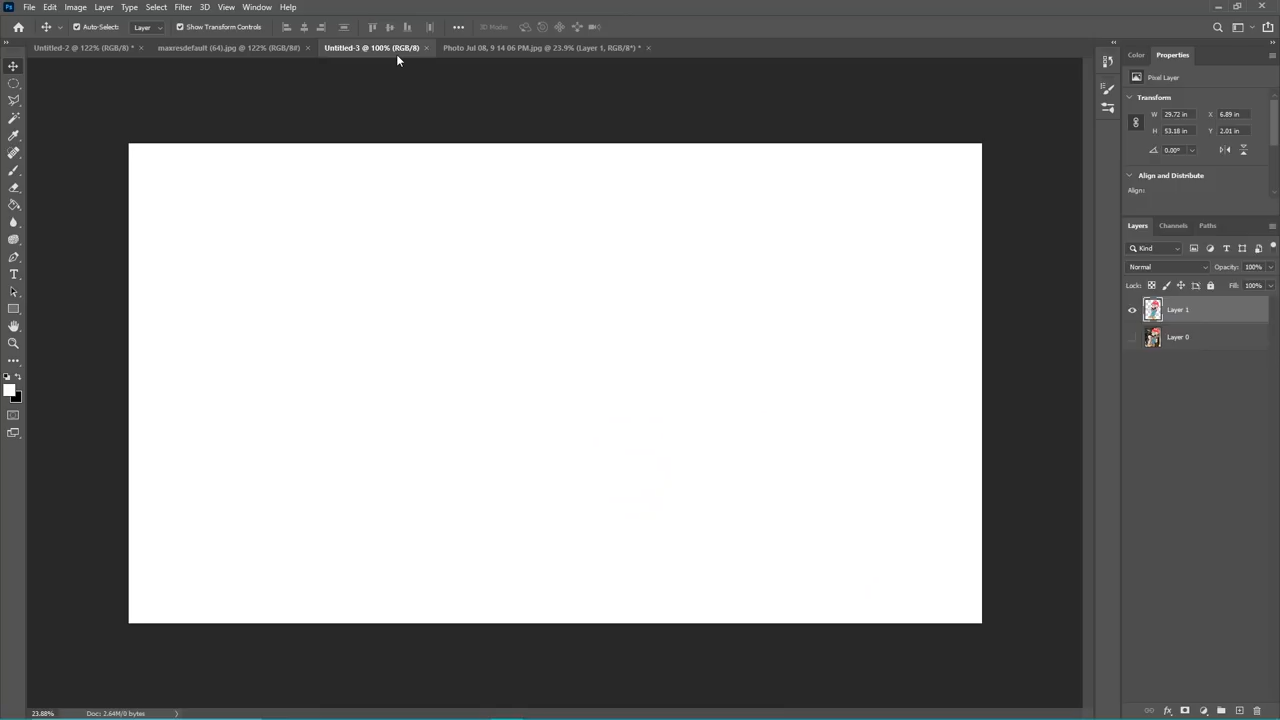 Ps File Edit Image Layer Type Select Filter 3D View Window Help
Auto-Select: Layer Show Transform Controls 3D Mode:
Untitled-2 @ 122% (RGB/8) * × maxresdefault (64).jpg @ 122% (RGB/8#) × Untitled-3 @ 100% (RGB/8) × Photo Jul 08, 9 14 06 PM.jpg @ 23.9% (Layer 1, RGB/8*) * ×
Color Properties
Pixel Layer
Transform
W 29.72 in X 6.89 in
H 53.18 in Y 2.01 in
0.00°
Align and Distribute
Align:
Layers Channels Paths
Kind
Normal Opacity: 100%
Lock: Fill: 100%
Layer 1
Layer 0
23.88% Doc: 2.64M/0 bytes